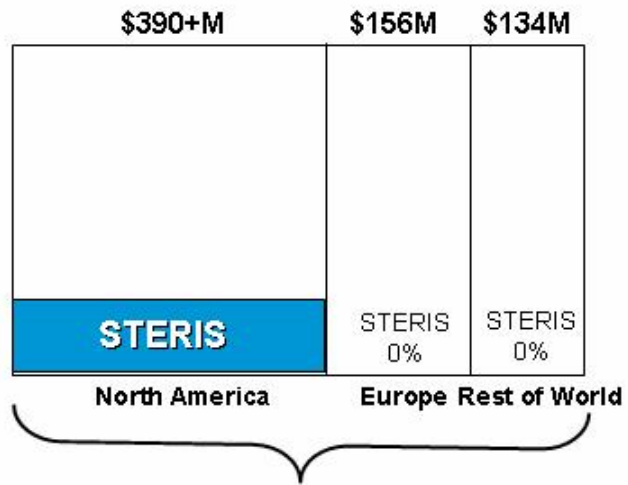 $390+M $156M $134M
STERIS
STERIS
0%
STERIS
0%
North America Europe Rest of World